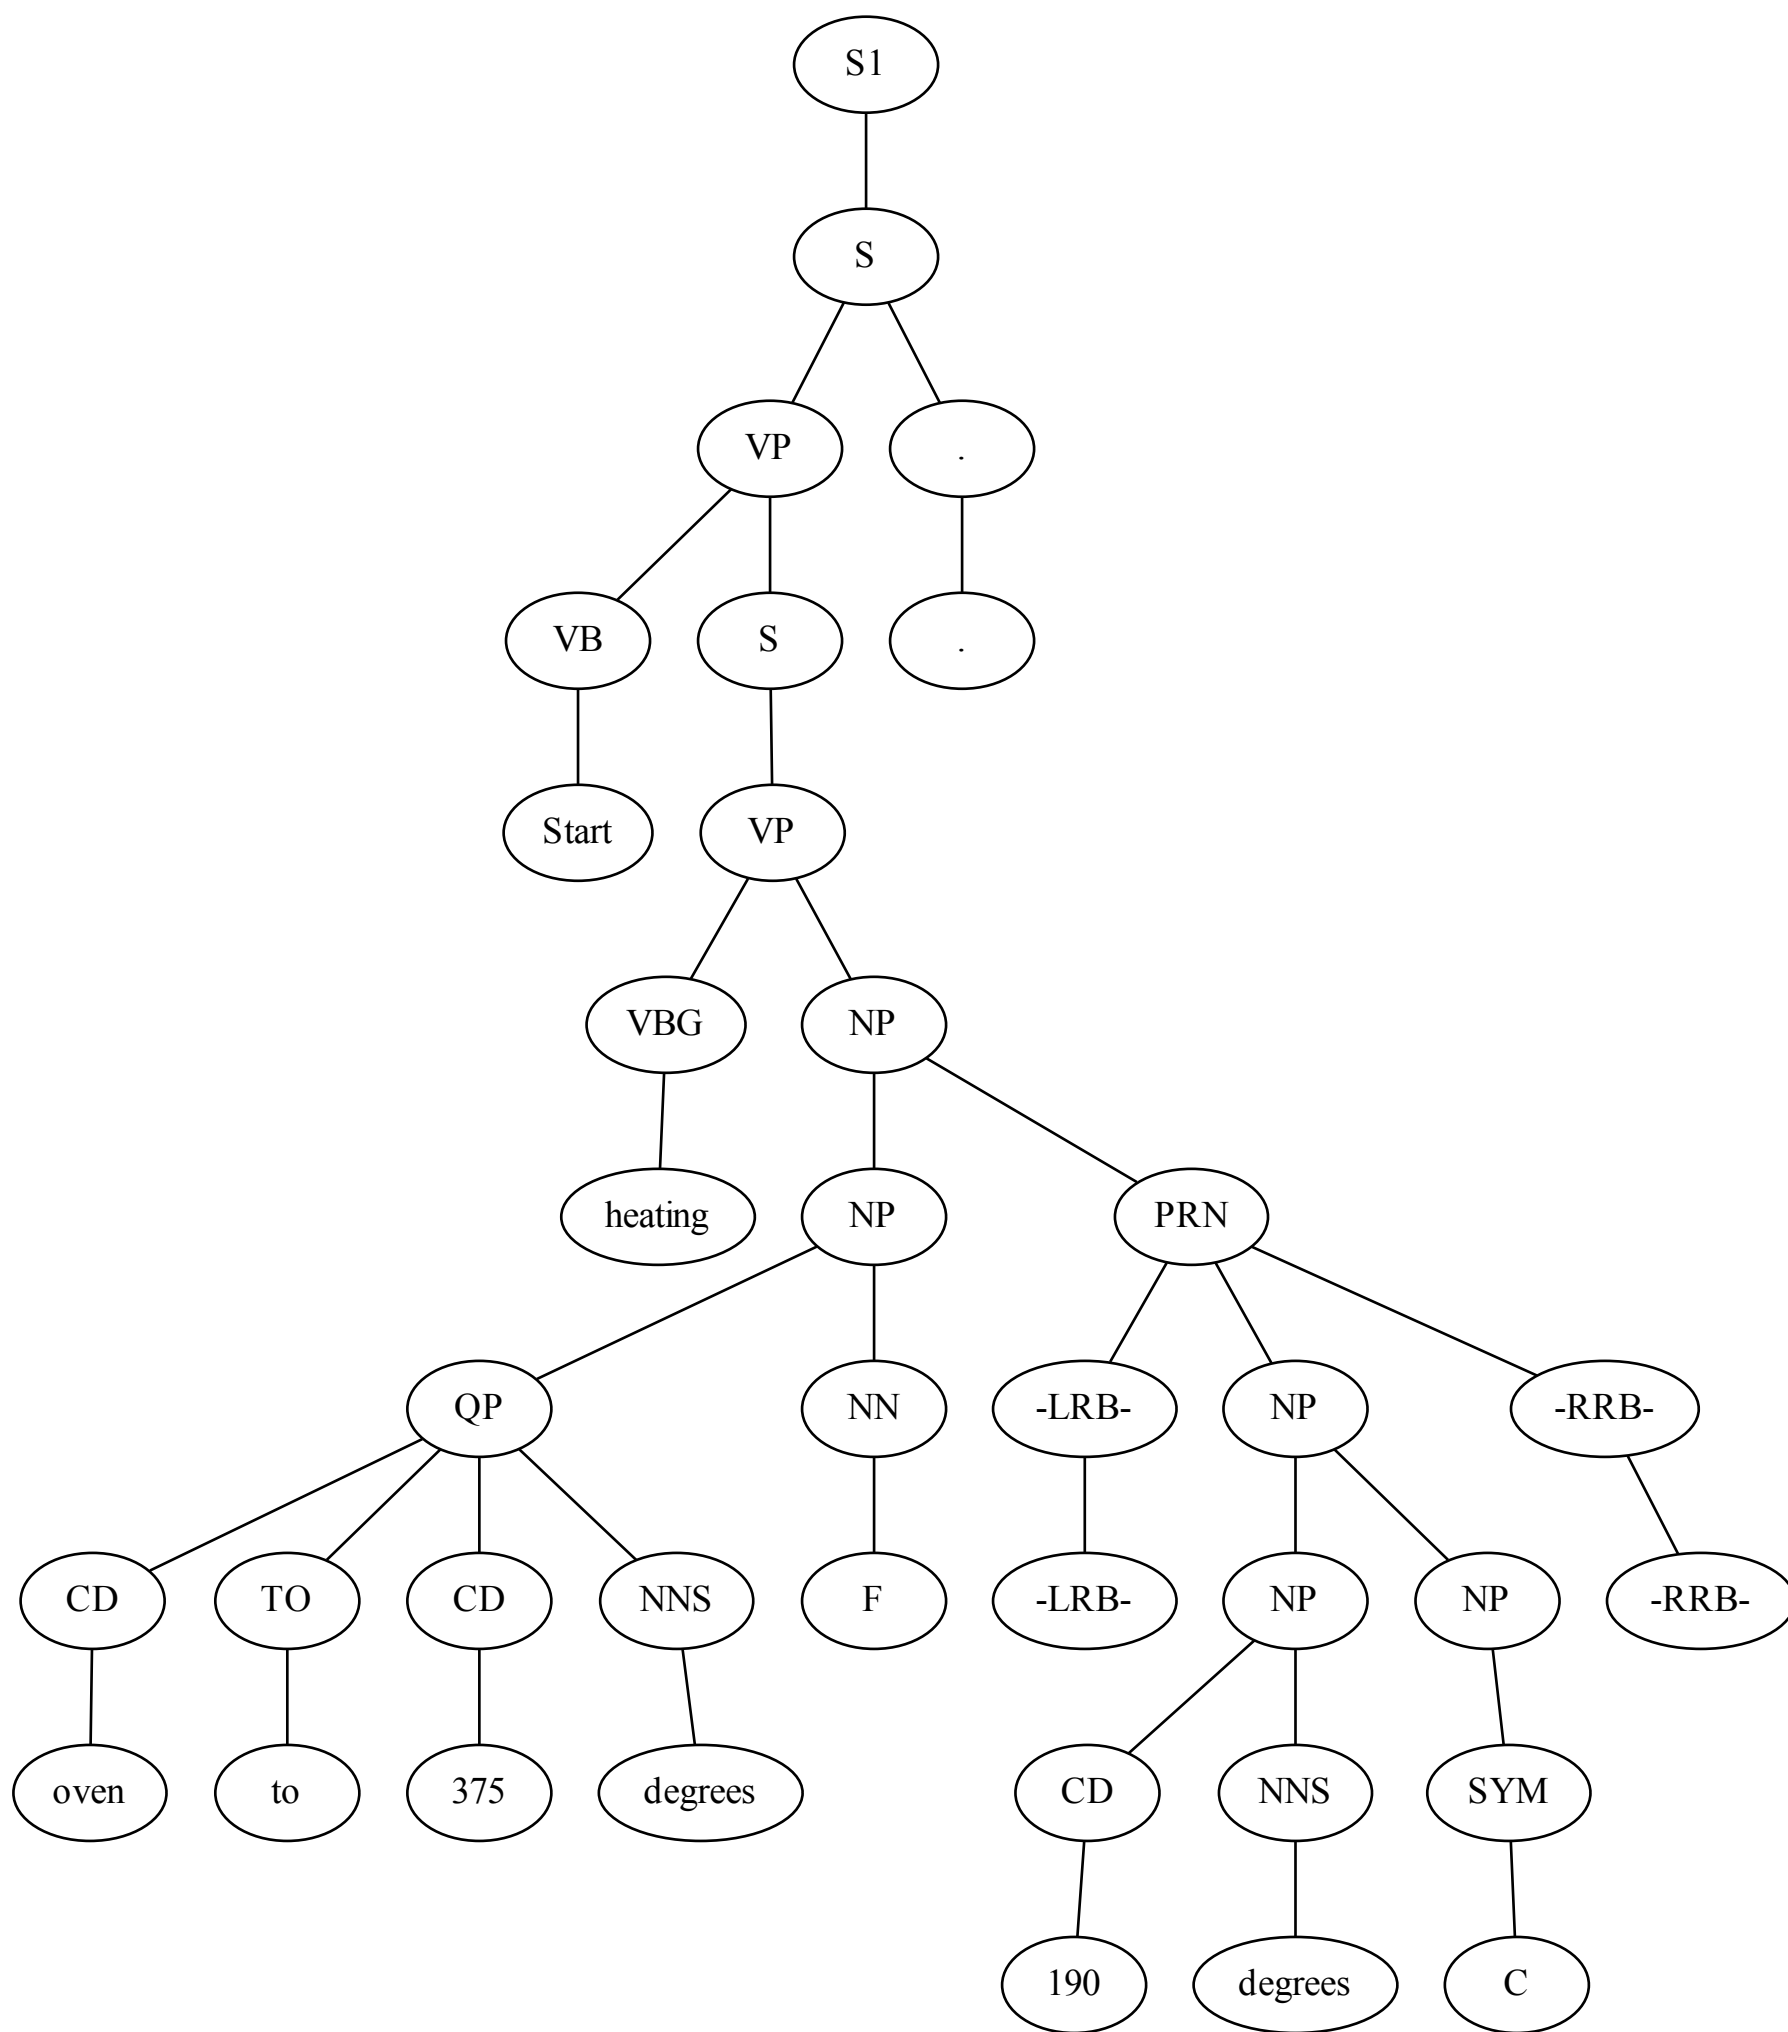 S1
S
VP .
VB S .
Start VP
VBG NP
heating NP PRN
QP NN -LRB- NP -RRB-
CD TO CD NNS F -LRB- NP NP -RRB-
oven to 375 degrees CD NNS SYM
190 degrees C